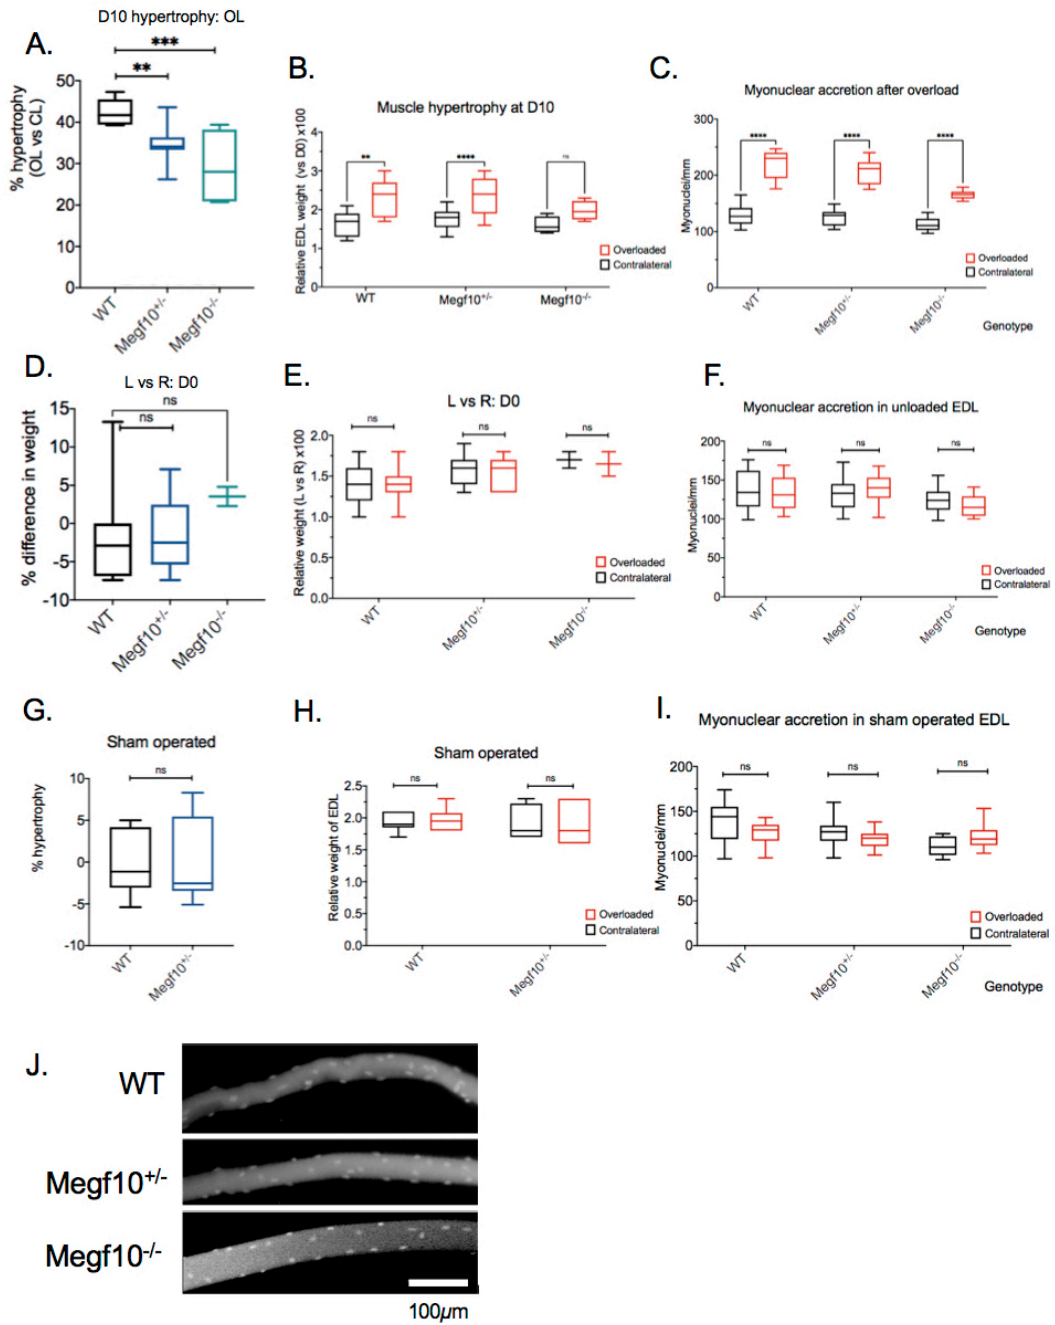 D10 hypertrophy: OL
A.
***
**
% hypertrophy
(OL vs CL)
50
40
30
20
10
0
WT
Megf10+/-
Megf10-/-
B.
Muscle hypertrophy at D10
Relative EDL weight (vs D0) x100
4
3
2
1
0
**
****
ns
Overloaded
Contralateral
WT
Megf10+/-
Megf10-/-
C.
Myonuclear accretion after overload
Myonuclei/mm
300
200
100
0
****
****
****
Overloaded
Contralateral
WT
Megf10+/-
Megf10-/-
Genotype
D.
L vs R: D0
ns
ns
% difference in weight
15
10
5
0
-5
-10
WT
Megf10+/-
Megf10-/-
E.
L vs R: D0
Relative weight (L vs R) x100
2.0
1.5
1.0
0.5
0.0
ns
ns
ns
Overloaded
Contralateral
WT
Megf10+/-
Megf10-/-
F.
Myonuclear accretion in unloaded EDL
Myonuclei/mm
200
150
100
50
0
ns
ns
ns
Overloaded
Contralateral
WT
Megf10+/-
Megf10-/-
Genotype
G.
Sham operated
% hypertrophy
10
5
0
-5
-10
ns
WT
Megf10+/-
H.
Sham operated
Relative weight of EDL
2.5
2.0
1.5
1.0
0.5
0.0
ns
ns
Overloaded
Contralateral
WT
Megf10+/-
I.
Myonuclear accretion in sham operated EDL
Myonuclei/mm
200
150
100
50
0
ns
ns
ns
Overloaded
Contralateral
WT
Megf10+/-
Megf10-/-
Genotype
J.
WT
Megf10+/-
Megf10-/-
100μm